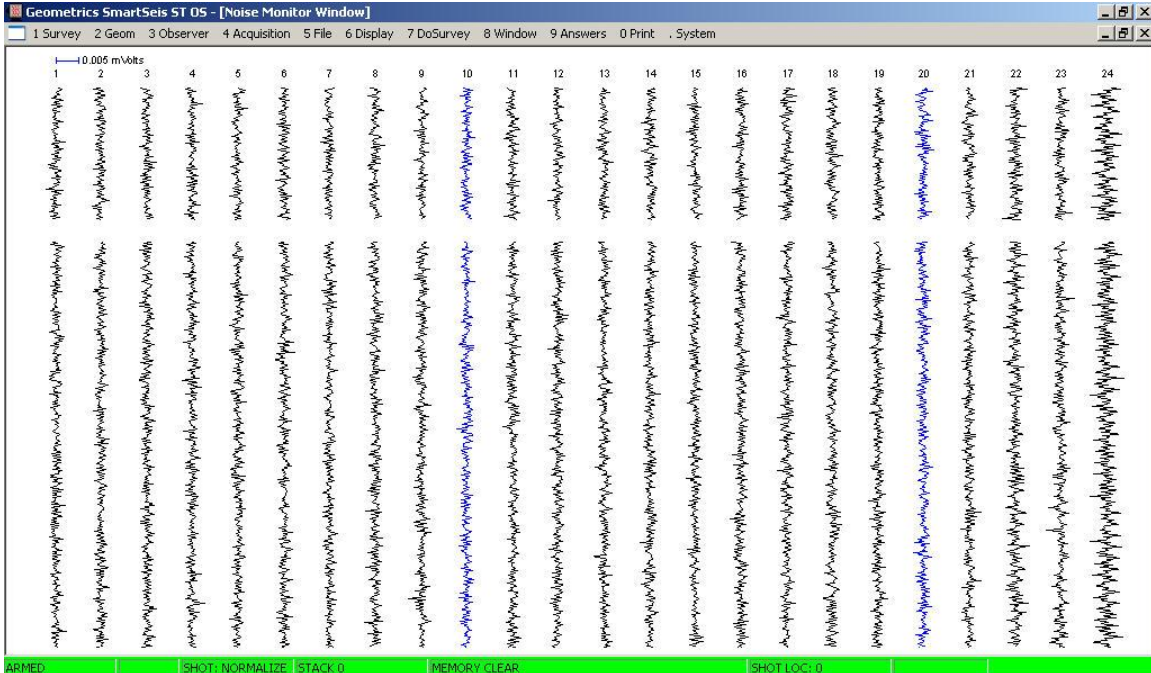 Geometrics SmartSeis ST OS - [Noise Monitor Window]
1 Survey 2 Geom 3 Observer 4 Acquisition 5 File 6 Display 7 DoSurvey 8 Window 9 Answers 0 Print . System
0.005 mVolts
1 2 3 4 5 6 7 8 9 10 11 12 13 14 15 16 17 18 19 20 21 22 23 24
ARMED SHOT: NORMALIZE STACK 0 MEMORY CLEAR SHOT LOC: 0